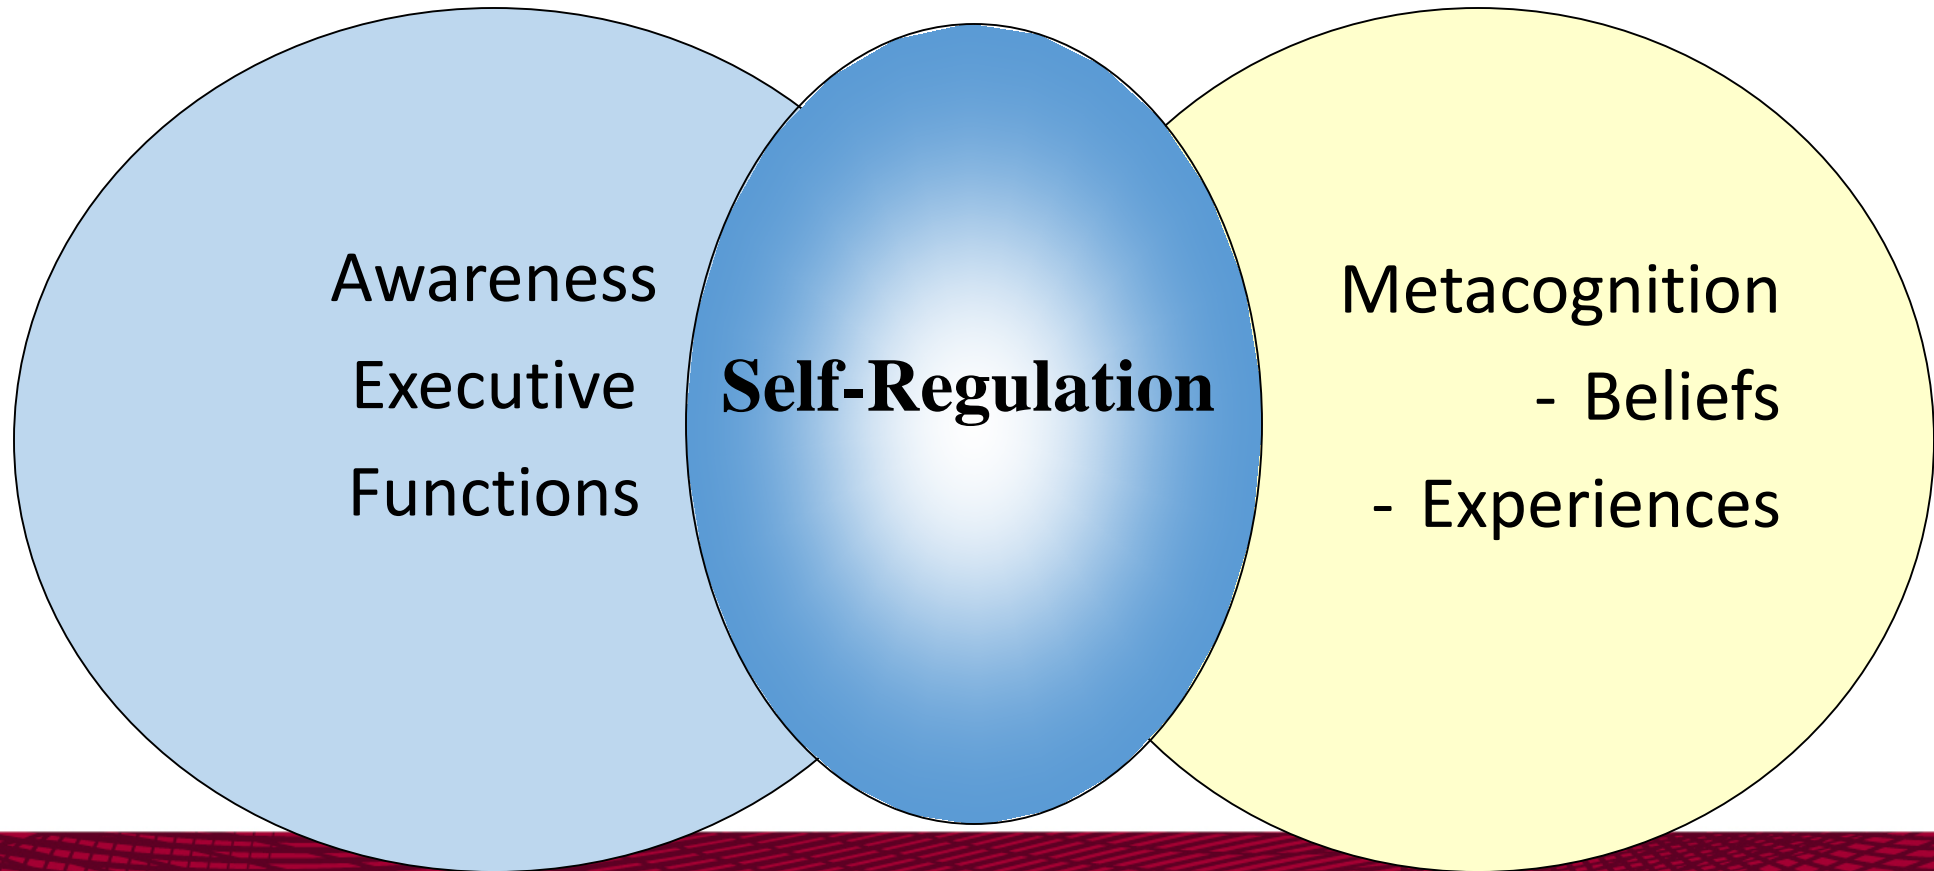 Awareness
Executive
Functions
Self-Regulation
Metacognition
- Beliefs
- Experiences